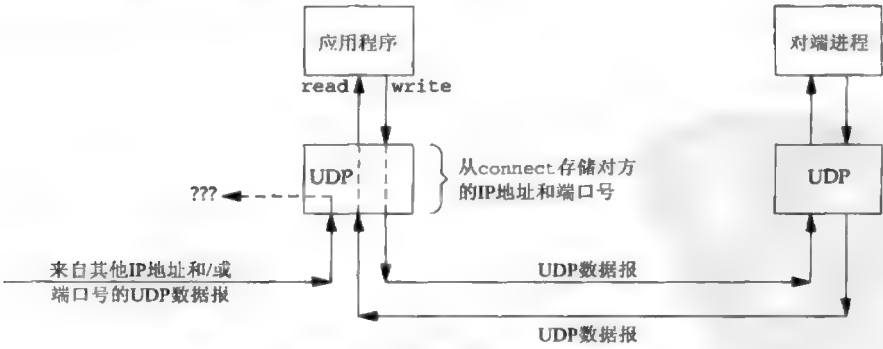 应用程序
对端进程
read
write
UDP
从connect存储对方
的IP地址和端口号
UDP
???
来自其他IP地址和/或
端口号的UDP数据报
UDP数据报
UDP数据报